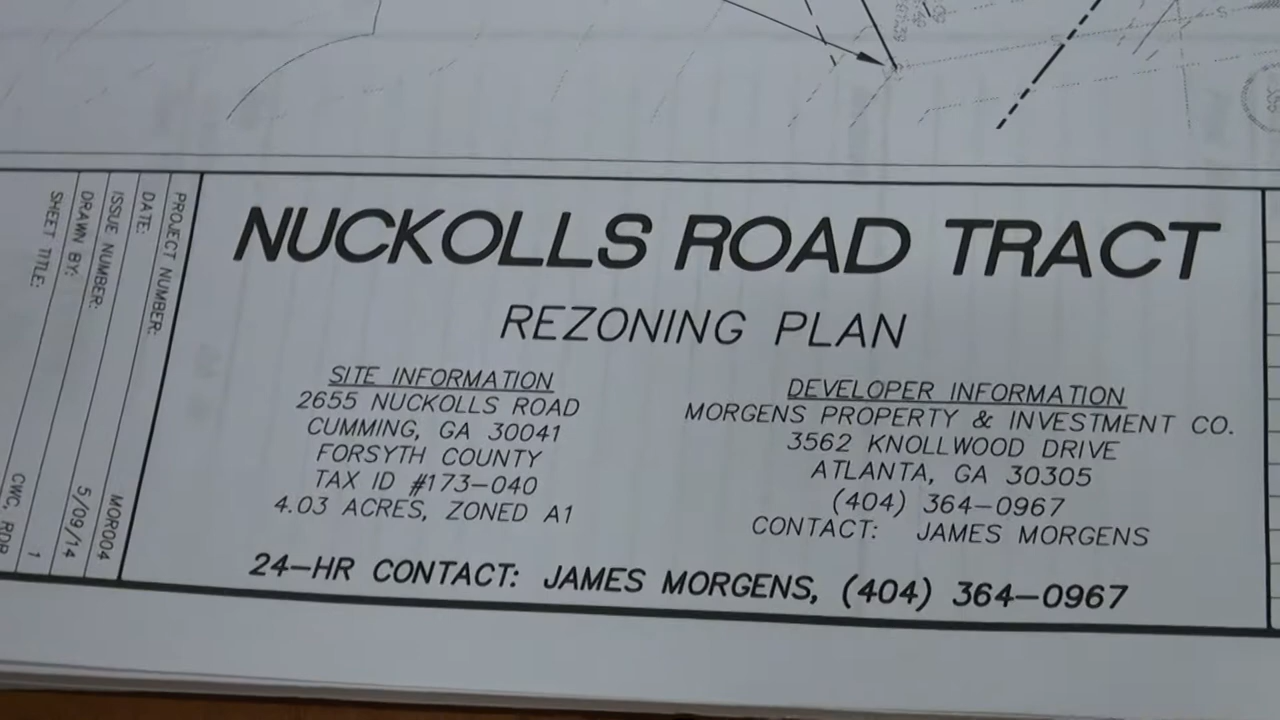 NUCKOLLS ROAD TRACT
REZONING PLAN
SITE INFORMATION
2655 NUCKOLLS ROAD
CUMMING, GA 30041
FORSYTH COUNTY
TAX ID #173-040
4.03 ACRES, ZONED A1
DEVELOPER INFORMATION
MORGENS PROPERTY & INVESTMENT CO.
3562 KNOLLWOOD DRIVE
ATLANTA, GA 30305
(404) 364-0967
CONTACT: JAMES MORGENS
24-HR CONTACT: JAMES MORGENS, (404) 364-0967
PROJECT NUMBER: MOR004
DATE: 5/09/14
ISSUE NUMBER: 1
DRAWN BY: CWC, RDR
SHEET TITLE: